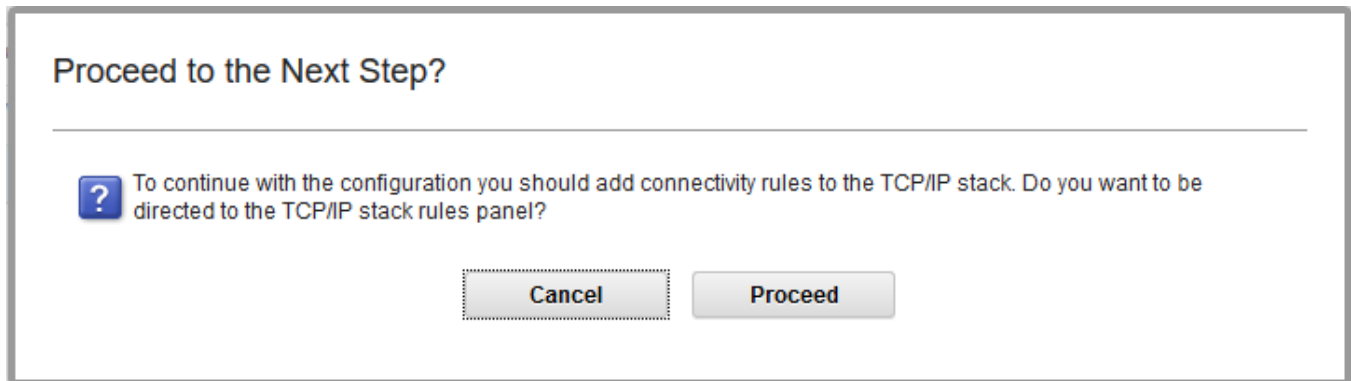 Proceed to the Next Step?
To continue with the configuration you should add connectivity rules to the TCP/IP stack. Do you want to be
directed to the TCP/IP stack rules panel?
Cancel Proceed